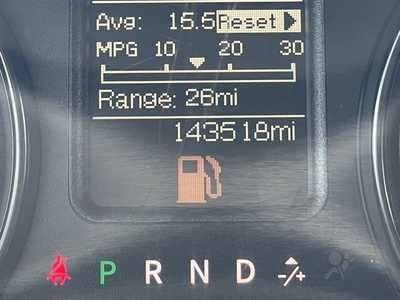 Avg: 15.5 Reset
MPG 10 20 30
Range: 26mi
143518mi
P R N D -/+